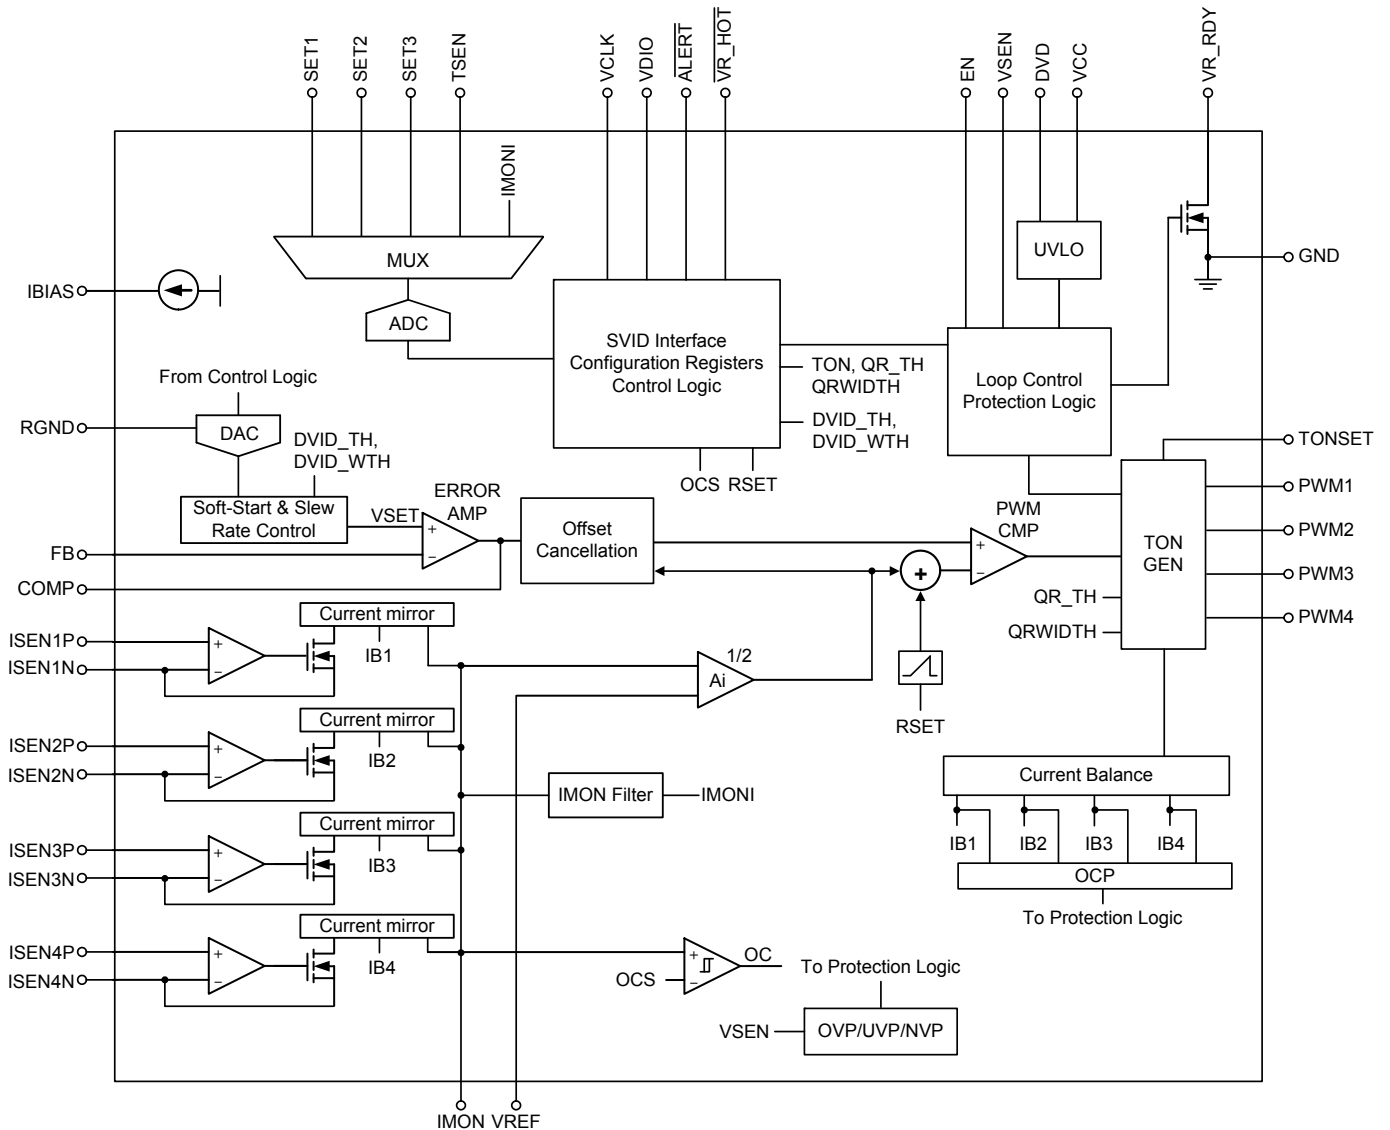 SET1
SET2
SET3
TSEN
VCLK
VDIO
ALERT
VR_HOT
EN
VSEN
DVD
VCC
VR_RDY
IMONI
MUX
UVLO
GND
IBIAS
ADC
SVID Interface
Configuration Registers
Control Logic
TON, QR_TH
QRWIDTH
DVID_TH,
DVID_WTH
Loop Control
Protection Logic
From Control Logic
RGND
DAC
DVID_TH,
DVID_WTH
OCS
RSET
TONSET
Soft-Start & Slew
Rate Control
VSET
ERROR
AMP
+
−
Offset
Cancellation
PWM
CMP
+
−
+
TON
GEN
PWM1
PWM2
PWM3
PWM4
QR_TH
QRWIDTH
FB
COMP
ISEN1P
ISEN1N
+
−
Current mirror
IB1
1/2
Ai
RSET
ISEN2P
ISEN2N
+
−
Current mirror
IB2
IMON Filter
IMONI
Current Balance
IB1
IB2
IB3
IB4
OCP
To Protection Logic
ISEN3P
ISEN3N
+
−
Current mirror
IB3
ISEN4P
ISEN4N
+
−
Current mirror
IB4
+
−
OCS
OC
To Protection Logic
VSEN
OVP/UVP/NVP
IMON
VREF